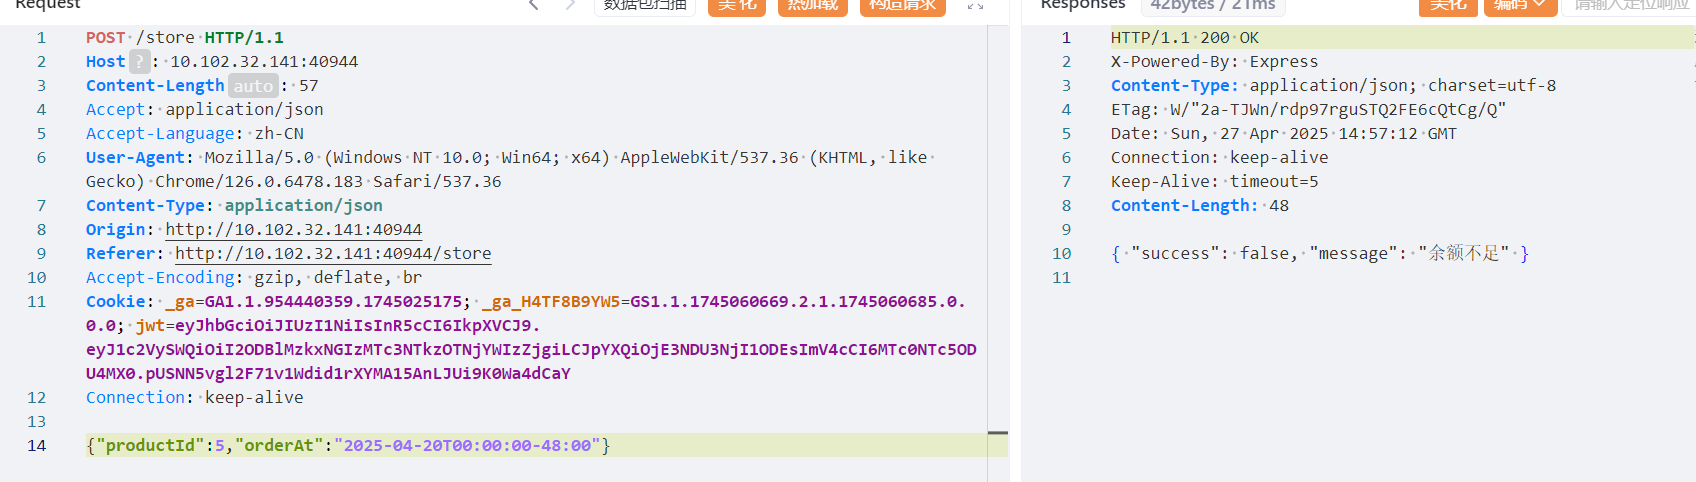 Request 数据包扫描 美化 热加载 构造请求
1 POST /store HTTP/1.1
2 Host ? : 10.102.32.141:40944
3 Content-Length auto : 57
4 Accept: application/json
5 Accept-Language: zh-CN
6 User-Agent: Mozilla/5.0 (Windows NT 10.0; Win64; x64) AppleWebKit/537.36 (KHTML, like
Gecko) Chrome/126.0.6478.183 Safari/537.36
7 Content-Type: application/json
8 Origin: http://10.102.32.141:40944
9 Referer: http://10.102.32.141:40944/store
10 Accept-Encoding: gzip, deflate, br
11 Cookie: _ga=GA1.1.954440359.1745025175; _ga_H4TF8B9YW5=GS1.1.1745060669.2.1.1745060685.0.
0.0; jwt=eyJhbGciOiJIUzI1NiIsInR5cCI6IkpXVCJ9.
eyJ1c2VySWQiOiI2ODBlMzkxNGIzMTc3NTkzOTNjYWIzZjgiLCJpYXQiOjE3NDU3NjI1ODEsImV4cCI6MTc0NTc5OD
U4MX0.pUSNN5vgl2F71v1Wdid1rXYMA15AnLJUi9K0Wa4dCaY
12 Connection: keep-alive
13
14 {"productId":5,"orderAt":"2025-04-20T00:00:00-48:00"}
Responses 42bytes / 21ms 美化 编码 请输入定位响应
1 HTTP/1.1 200 OK
2 X-Powered-By: Express
3 Content-Type: application/json; charset=utf-8
4 ETag: W/"2a-TJWn/rdp97rguSTQ2FE6cQtCg/Q"
5 Date: Sun, 27 Apr 2025 14:57:12 GMT
6 Connection: keep-alive
7 Keep-Alive: timeout=5
8 Content-Length: 48
9
10 { "success": false, "message": "余额不足" }
11